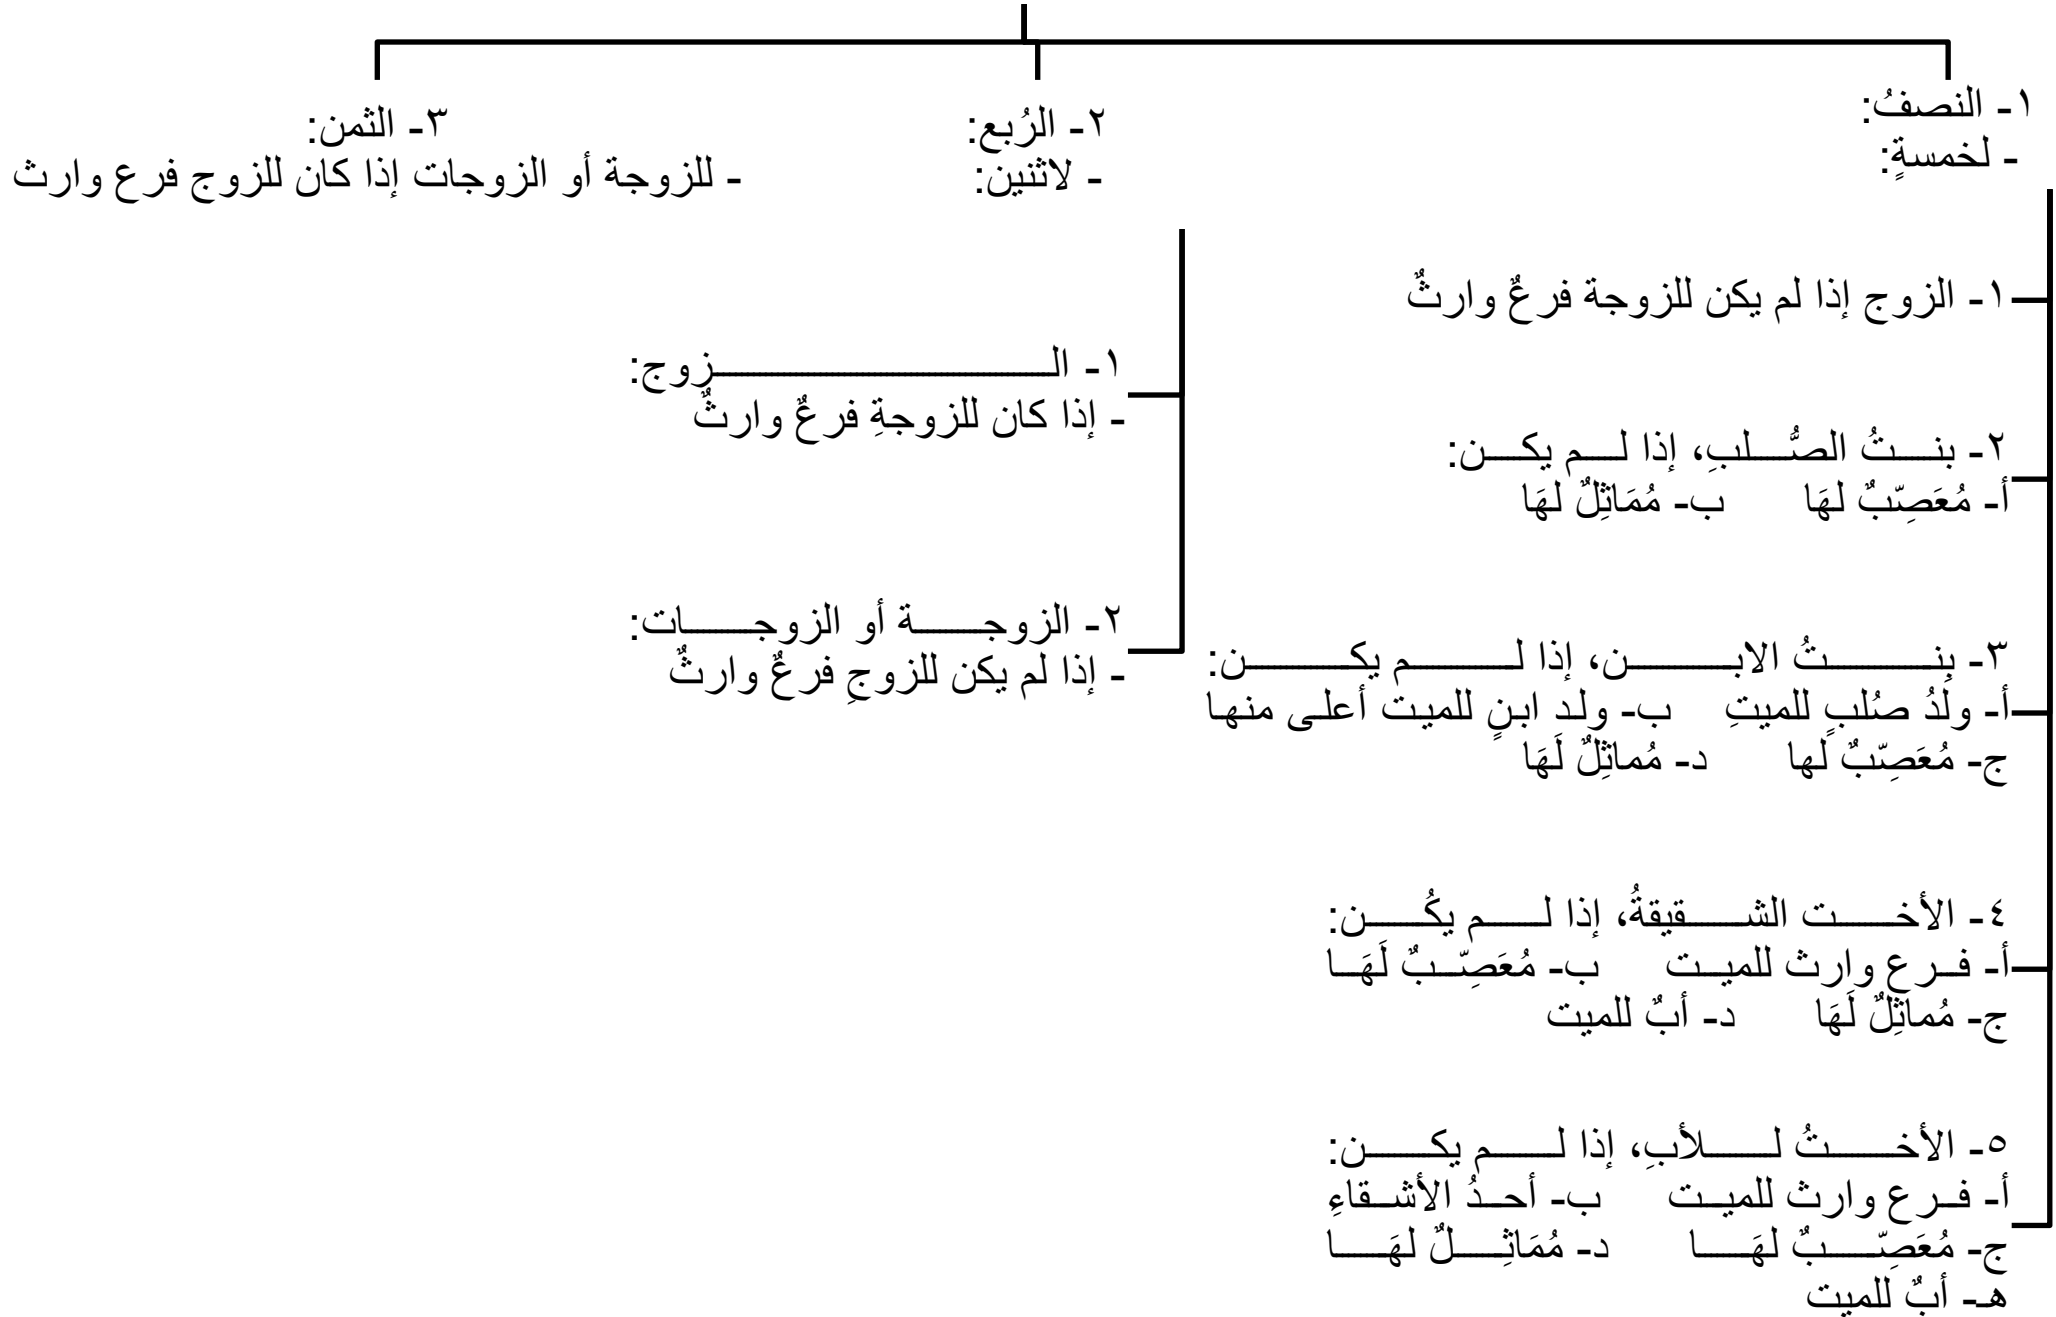 ١- النصفُ:
- لخمسةٍ:
١- الزوج إذا لم يكن للزوجة فرعٌ وارثٌ
٢- بنتُ الصُّلبِ، إذا لم يكن:
أ- مُعَصِّبٌ لهَا ب- مُمَاثِلٌ لهَا
٣- بِنتُ الابن، إذا لم يكن:
أ- ولَدُ صُلبٍ للميتِ ب- ولد ابنٍ للميت أعلى منها
ج- مُعَصِّبٌ لها د- مُماثِلٌ لَهَا
٤- الأخت الشقيقةُ، إذا لم يكُن:
أ- فرع وارث للميت ب- مُعَصِّبٌ لَهَا
ج- مُماثِلٌ لَهَا د- أبٌ للميت
٥- الأختُ للأبِ، إذا لم يكن:
أ- فرع وارث للميت ب- أحدُ الأشقاءِ
ج- مُعَصِّبٌ لهَا د- مُمَاثِلٌ لهَا
هـ- أبٌ للميت
٢- الرُبع:
- لاثنين:
١- الزوج:
- إذا كان للزوجةِ فرعٌ وارثٌ
٢- الزوجة أو الزوجات:
- إذا لم يكن للزوجِ فرعٌ وارثٌ
٣- الثمن:
- للزوجة أو الزوجات إذا كان للزوج فرع وارث